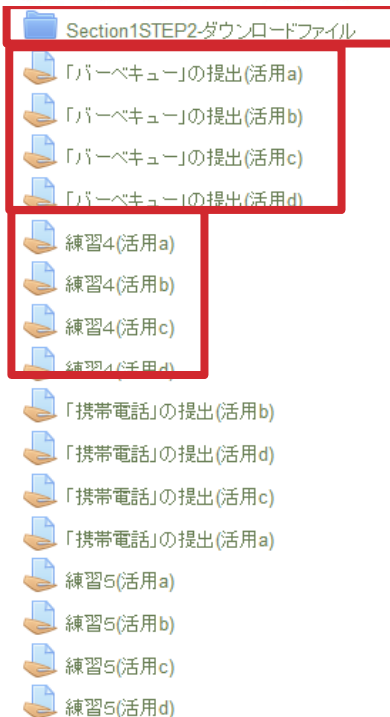 Section1STEP2-ダウンロードファイル
「バーベキュー」の提出(活用a)
「バーベキュー」の提出(活用b)
「バーベキュー」の提出(活用c)
「バーベキュー」の提出(活用d)
練習4(活用a)
練習4(活用b)
練習4(活用c)
練習4(活用d)
「携帯電話」の提出(活用b)
「携帯電話」の提出(活用d)
「携帯電話」の提出(活用c)
「携帯電話」の提出(活用a)
練習5(活用a)
練習5(活用b)
練習5(活用c)
練習5(活用d)